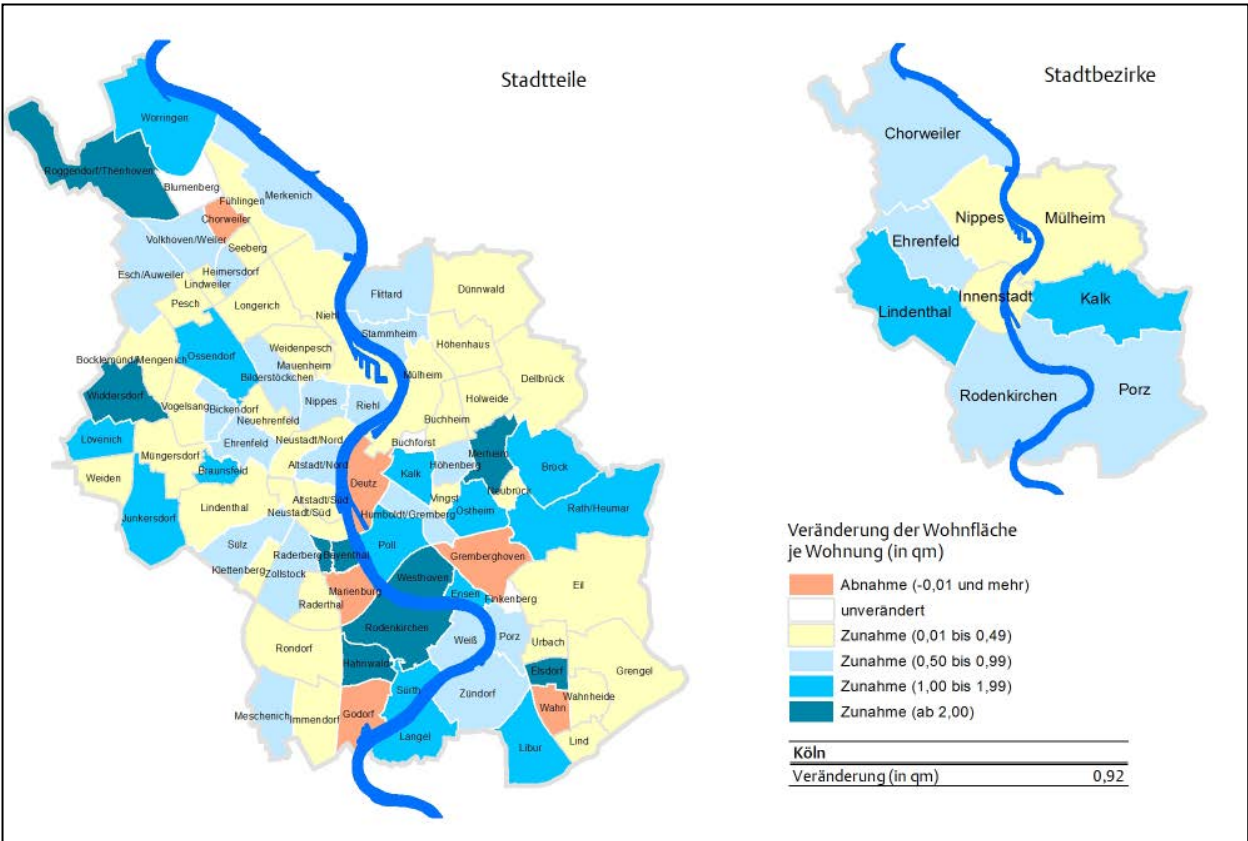 Stadtteile
Worringen
Roggendorf/Thenhoven
Blumenberg
Merkenich
Fühlingen
Chorweiler
Volkhoven/Weiler
Seeberg
Esch/Auweiler
Heimersdorf
Lindweiler
Pesch
Longerich
Niehl
Flittard
Dünnwald
Stammheim
Höhenhaus
Weidenpesch
Bocklemünd/Mengenich
Ossendorf
Mauenheim
Bilderstöckchen
Mülheim
Dellbrück
Holweide
Widdersdorf
Vogelsang
Bickendorf
Nippes
Riehl
Neuehrenfeld
Buchheim
Lövenich
Ehrenfeld
Neustadt/Nord
Buchforst
Müngersdorf
Merheim
Brück
Weiden
Braunsfeld
Altstadt/Nord
Kalk
Höhenberg
Deutz
Neubrück
Junkersdorf
Lindenthal
Altstadt/Süd
Vingst
Neustadt/Süd
Humboldt/Gremberg
Ostheim
Rath/Heumar
Sülz
Raderberg
Bayenthal
Poll
Gremberghoven
Klettenberg
Zollstock
Westhoven
Marienburg
Ensen
Finkenberg
Eil
Raderthal
Rodenkirchen
Weiß
Porz
Urbach
Rondorf
Hahnwald
Elsdorf
Grengel
Sürth
Zündorf
Wahnheide
Meschenich
Immendorf
Godorf
Wahn
Langel
Libur
Lind
Stadtbezirke
Chorweiler
Nippes
Mülheim
Ehrenfeld
Innenstadt
Kalk
Lindenthal
Rodenkirchen
Porz
Veränderung der Wohnfläche
je Wohnung (in qm)
Abnahme (-0,01 und mehr)
unverändert
Zunahme (0,01 bis 0,49)
Zunahme (0,50 bis 0,99)
Zunahme (1,00 bis 1,99)
Zunahme (ab 2,00)
Köln
Veränderung (in qm) 0,92